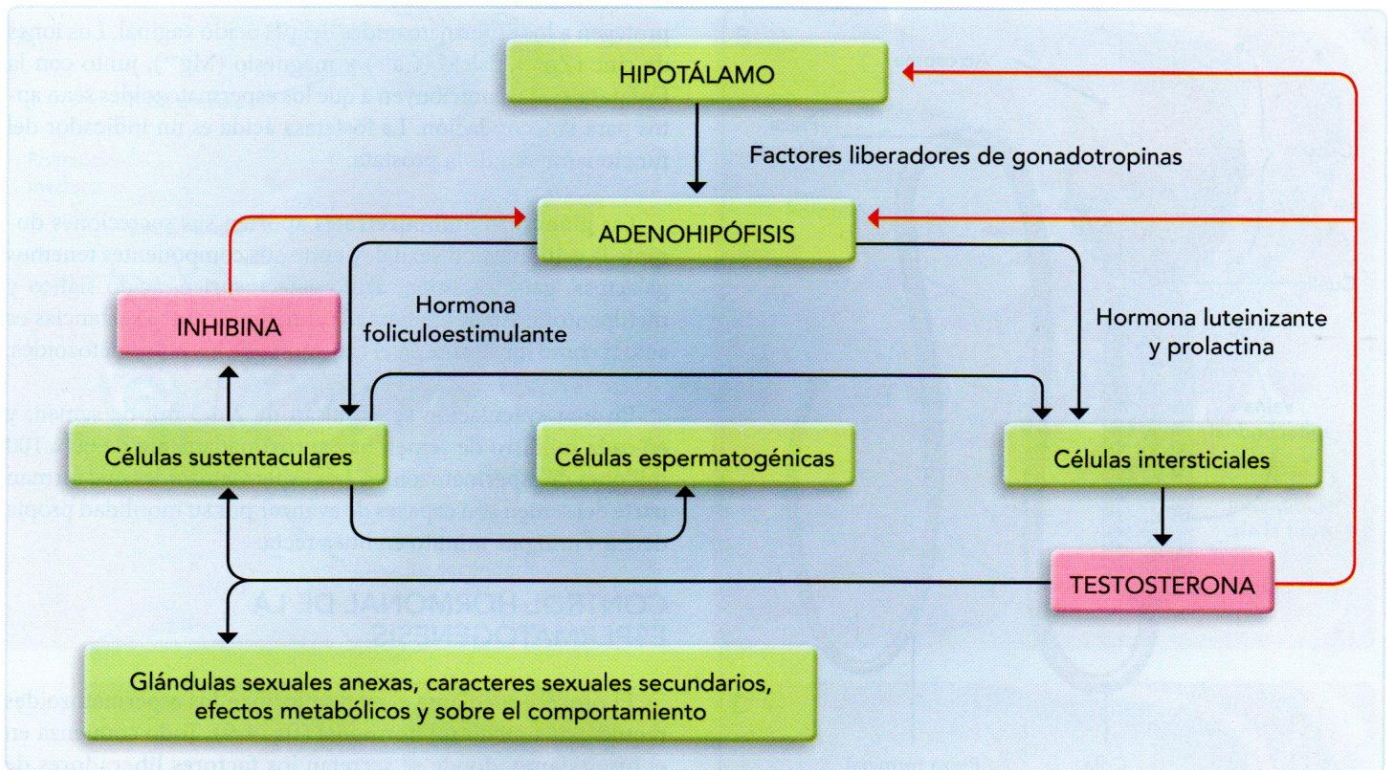 HIPOTÁLAMO
Factores liberadores de gonadotropinas
ADENOHIPÓFISIS
INHIBINA
Hormona
foliculoestimulante
Hormona luteinizante
y prolactina
Células sustentaculares
Células espermatogénicas
Células intersticiales
TESTOSTERONA
Glándulas sexuales anexas, caracteres sexuales secundarios,
efectos metabólicos y sobre el comportamiento